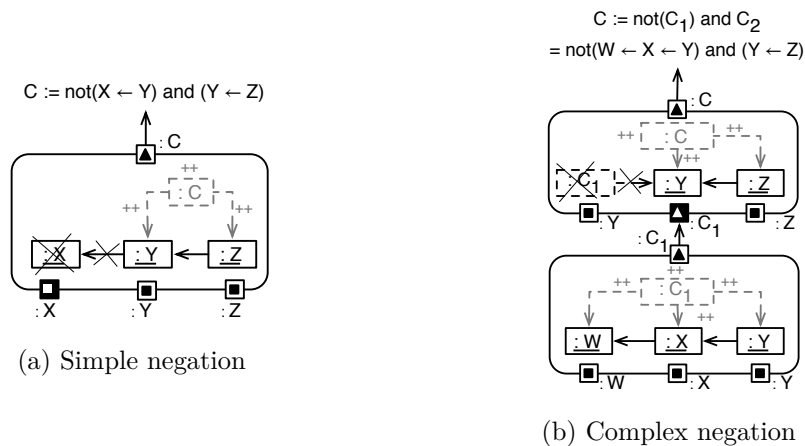 C := not(X ← Y) and (Y ← Z)
: C
++
: C
++
++
: X
: Y
: Z
: X
: Y
: Z
(a) Simple negation
C := not(C₁) and C₂
= not(W ← X ← Y) and (Y ← Z)
: C
++
: C
++
++
: C₁
: Y
: Z
: Y
: C₁
: Z
: C₁
++
++
: C₁
++
++
: W
: X
: Y
: W
: X
: Y
(b) Complex negation